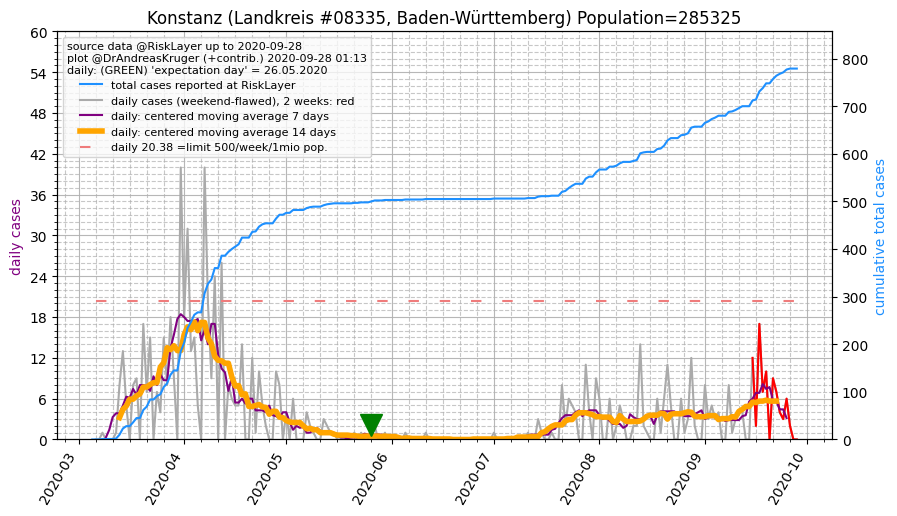 Konstanz (Landkreis #08335, Baden-Württemberg) Population=285325
source data @RiskLayer up to 2020-09-28
plot @DrAndreasKruger (+contrib.) 2020-09-28 01:13
daily: (GREEN) 'expectation day' = 26.05.2020
total cases reported at RiskLayer
daily cases (weekend-flawed), 2 weeks: red
daily: centered moving average 7 days
daily: centered moving average 14 days
daily 20.38 =limit 500/week/1mio pop.
daily cases
60
54
48
42
36
30
24
18
12
6
0
cumulative total cases
800
700
600
500
400
300
200
100
0
2020-03
2020-04
2020-05
2020-06
2020-07
2020-08
2020-09
2020-10